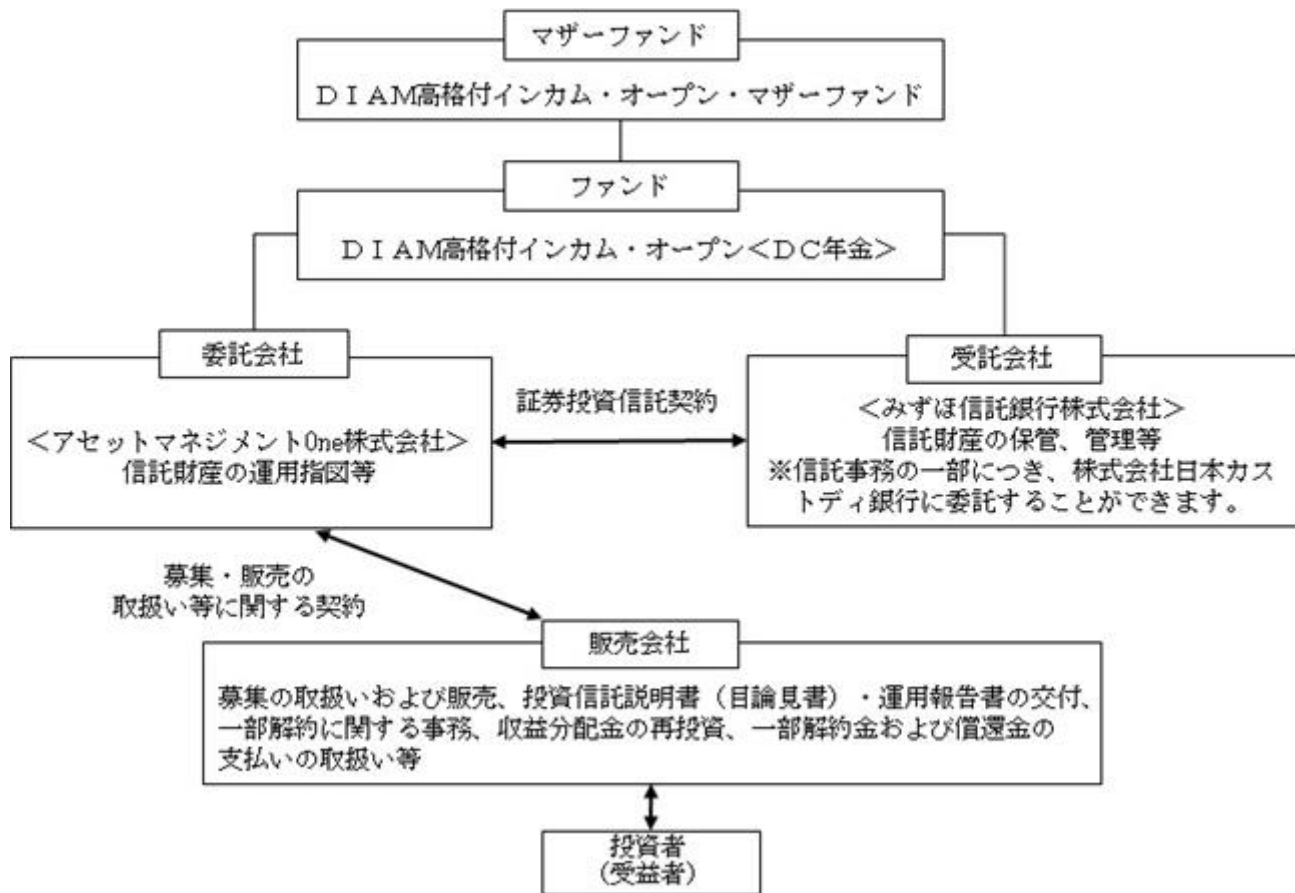 マザーファンド
ＤＩＡＭ高格付インカム・オープン・マザーファンド
ファンド
ＤＩＡＭ高格付インカム・オープン＜ＤＣ年金＞
委託会社
＜アセットマネジメントOne株式会社＞
信託財産の運用指図等
証券投資信託契約
受託会社
＜みずほ信託銀行株式会社＞
信託財産の保管、管理等
※信託事務の一部につき、株式会社日本カス
トディ銀行に委託することができます。
募集・販売の
取扱い等に関する契約
販売会社
募集の取扱いおよび販売、投資信託説明書（目論見書）・運用報告書の交付、
一部解約に関する事務、収益分配金の再投資、一部解約金および償還金の
支払いの取扱い等
投資者
(受益者)